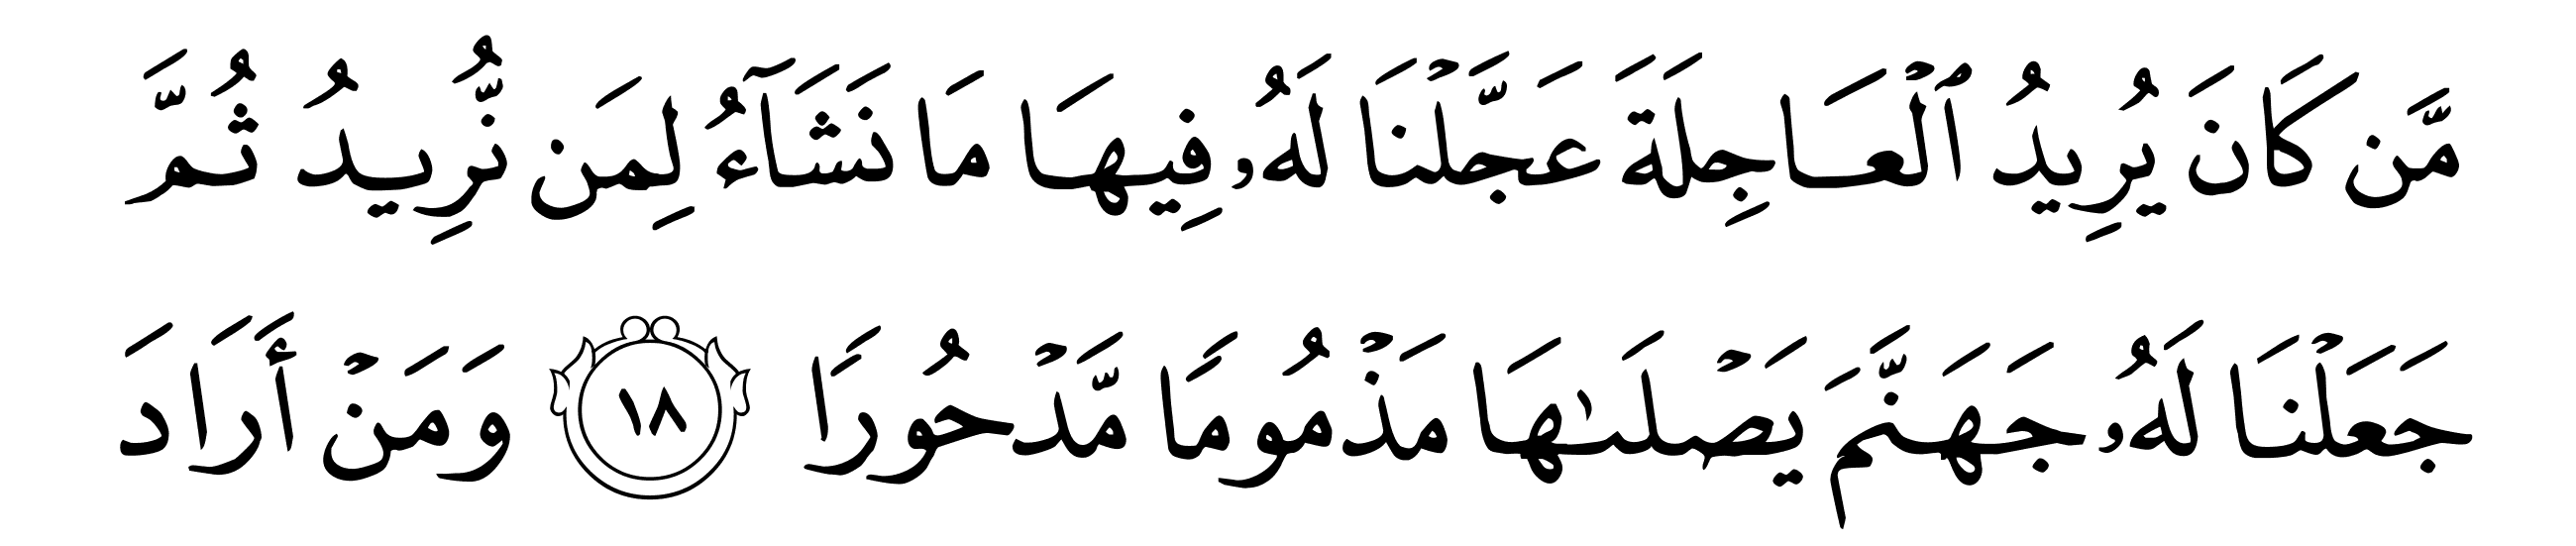 مَّن كَانَ يُرِيدُ ٱلۡعَاجِلَةَ عَجَّلۡنَا لَهُۥ فِيهَا مَا نَشَآءُ لِمَن نُّرِيدُ ثُمَّ
جَعَلۡنَا لَهُۥ جَهَنَّمَ يَصۡلَىٰهَا مَذۡمُومٗا مَّدۡحُورٗا ١٨ وَمَنۡ أَرَادَ